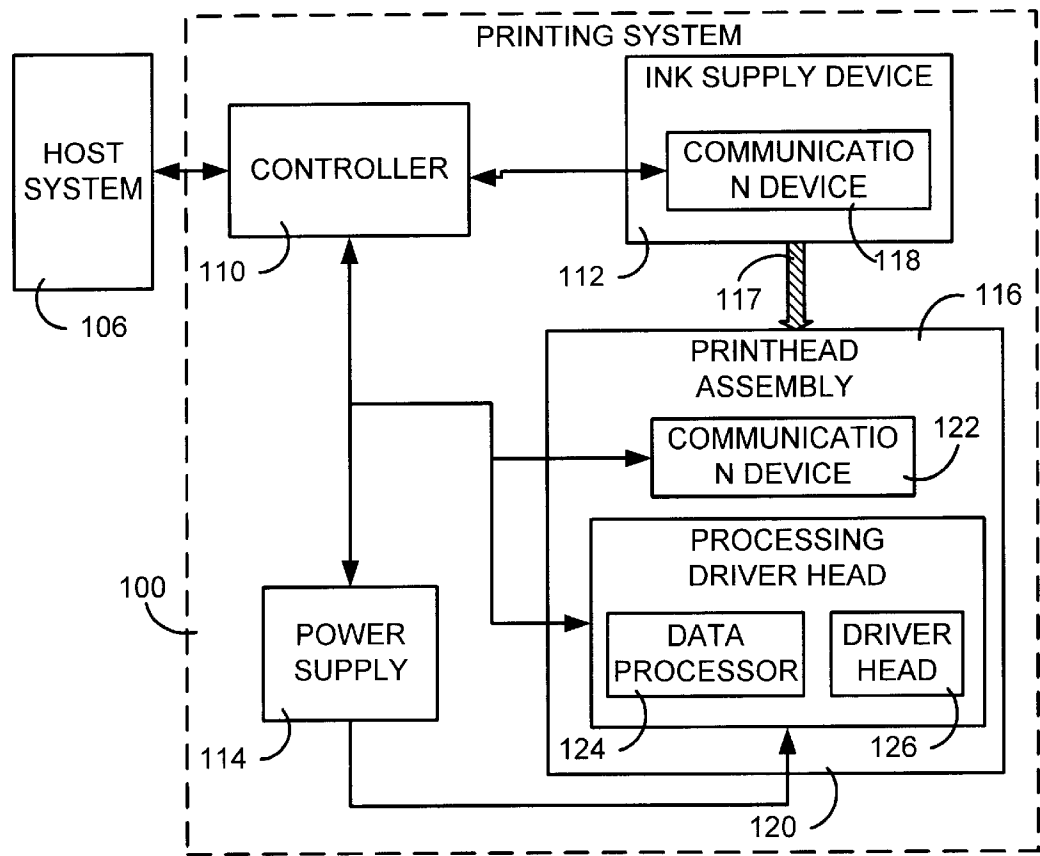 PRINTING SYSTEM
HOST
SYSTEM
106
CONTROLLER
110
INK SUPPLY DEVICE
COMMUNICATIO
N DEVICE
118
112
117
116
PRINTHEAD
ASSEMBLY
COMMUNICATIO
N DEVICE
122
PROCESSING
DRIVER HEAD
DATA
PROCESSOR
DRIVER
HEAD
124
126
120
100
POWER
SUPPLY
114